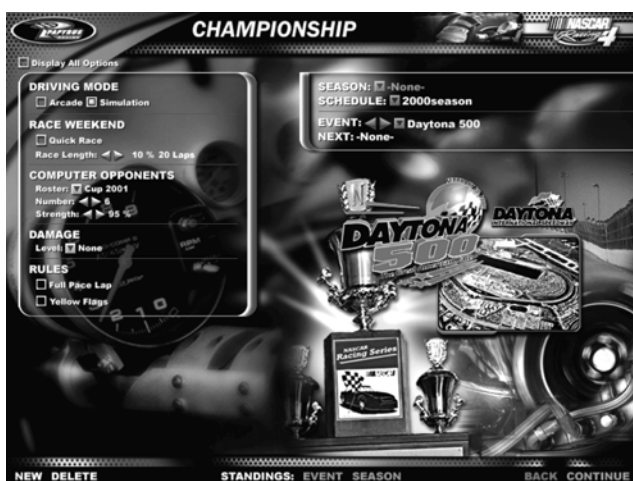 PAPYRUS
CHAMPIONSHIP
NASCAR
Racing 4
Display All Options
DRIVING MODE
Arcade Simulation
RACE WEEKEND
Quick Race
Race Length: 10 % 20 Laps
COMPUTER OPPONENTS
Roster: Cup 2001
Number: 6
Strength: 95 %
DAMAGE
Level: None
RULES
Full Pace Lap
Yellow Flags
SEASON: -None-
SCHEDULE: 2000season
EVENT: Daytona 500
NEXT: -None-
DAYTONA
500
DAYTONA
NASCAR
Racing Series
NEW DELETE
STANDINGS: EVENT SEASON
BACK CONTINUE